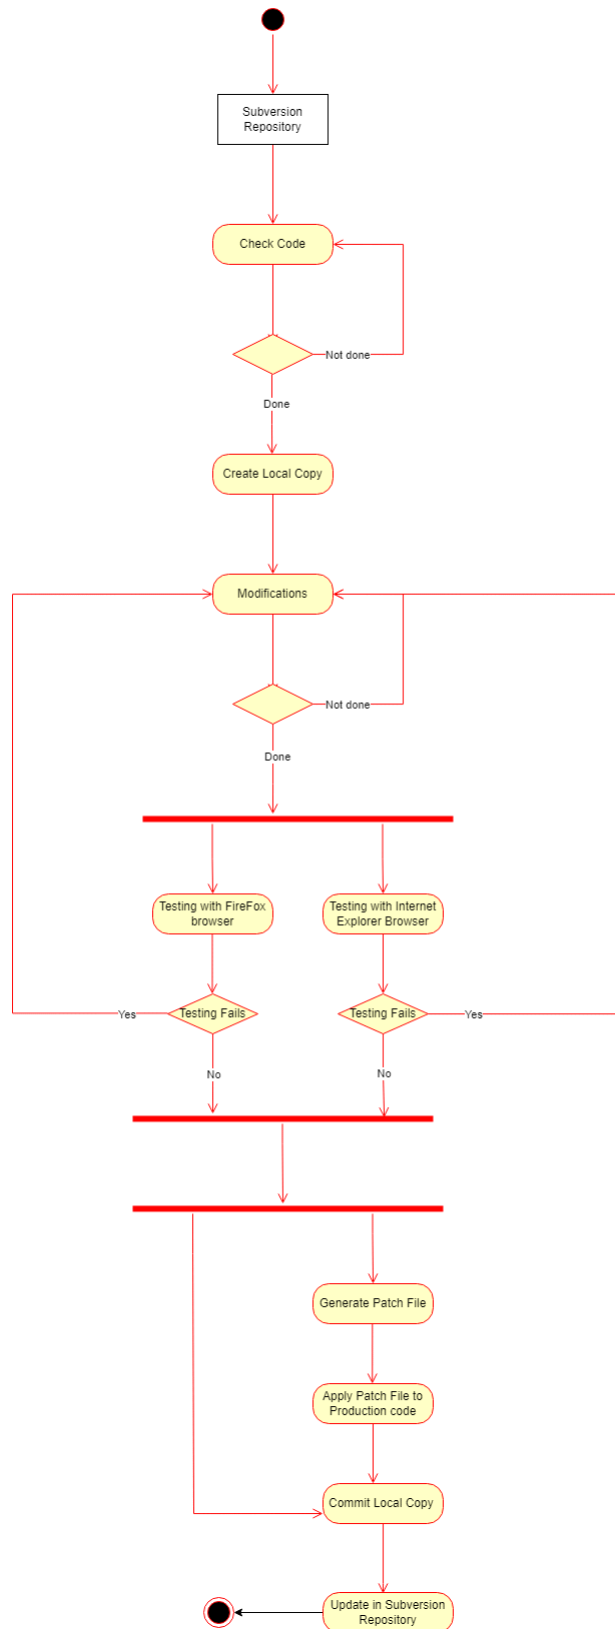 Subversion
Repository
Check Code
Not done
Done
Create Local Copy
Modifications
Not done
Done
Testing with FireFox
browser
Testing with Internet
Explorer Browser
Yes
Testing Fails
Testing Fails
Yes
No
No
Generate Patch File
Apply Patch File to
Production code
Commit Local Copy
Update in Subversion
Repository